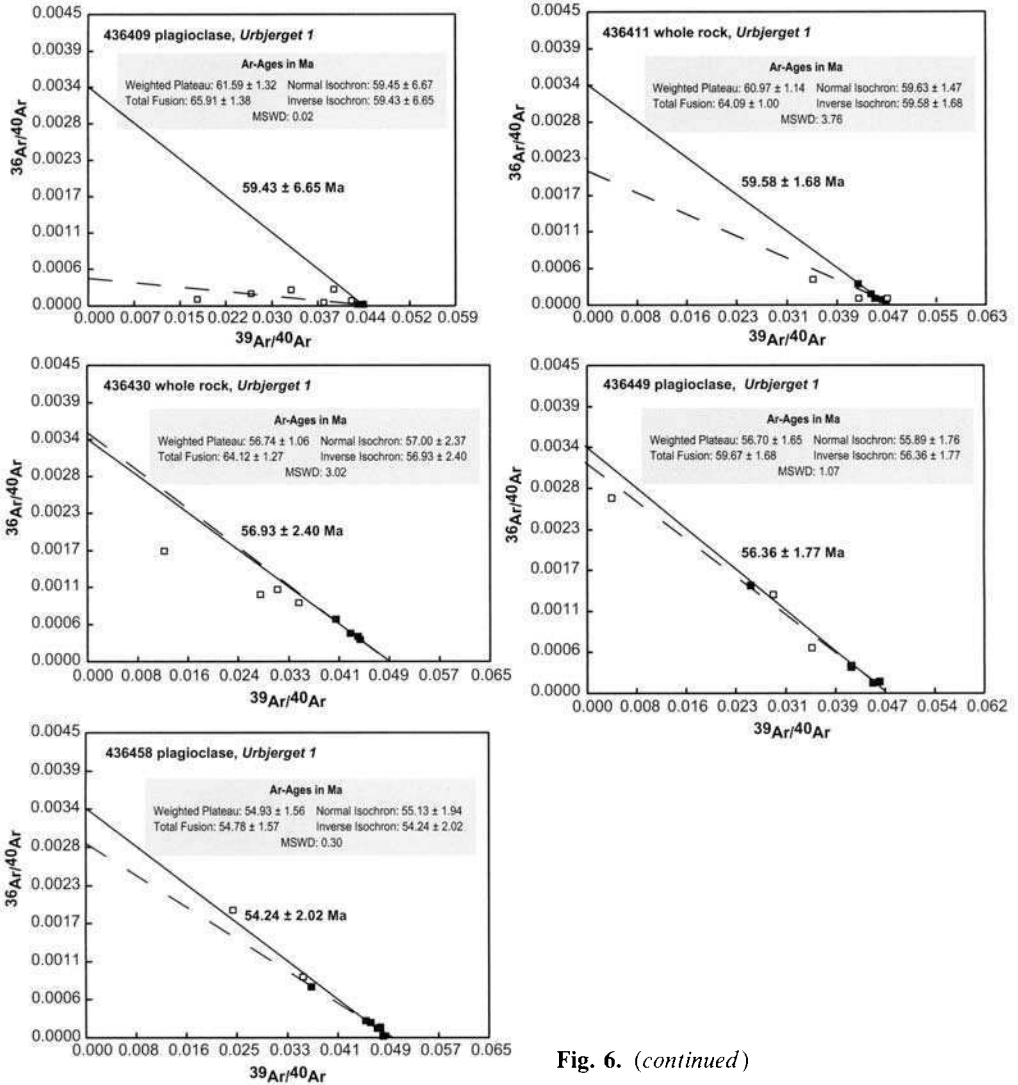 436409 plagioclase, Urbjerget 1
Ar-Ages in Ma
Weighted Plateau: 61.59 ± 1.32 Normal Isochron: 59.45 ± 6.67
Total Fusion: 65.91 ± 1.38 Inverse Isochron: 59.43 ± 6.65
MSWD: 0.02
59.43 ± 6.65 Ma
36Ar/40Ar
0.0045
0.0039
0.0034
0.0028
0.0023
0.0017
0.0011
0.0006
0.0000
0.000 0.007 0.015 0.022 0.029 0.037 0.044 0.052 0.059
39Ar/40Ar
436411 whole rock, Urbjerget 1
Ar-Ages in Ma
Weighted Plateau: 60.97 ± 1.14 Normal Isochron: 59.63 ± 1.47
Total Fusion: 64.09 ± 1.00 Inverse Isochron: 59.58 ± 1.68
MSWD: 3.76
59.58 ± 1.68 Ma
36Ar/40Ar
0.0045
0.0039
0.0034
0.0028
0.0023
0.0017
0.0011
0.0006
0.0000
0.000 0.008 0.016 0.023 0.031 0.039 0.047 0.055 0.063
39Ar/40Ar
436430 whole rock, Urbjerget 1
Ar-Ages in Ma
Weighted Plateau: 56.74 ± 1.06 Normal Isochron: 57.00 ± 2.37
Total Fusion: 64.12 ± 1.27 Inverse Isochron: 56.93 ± 2.40
MSWD: 3.02
56.93 ± 2.40 Ma
36Ar/40Ar
0.0045
0.0039
0.0034
0.0028
0.0023
0.0017
0.0011
0.0006
0.0000
0.000 0.008 0.016 0.024 0.033 0.041 0.049 0.057 0.065
39Ar/40Ar
436449 plagioclase, Urbjerget 1
Ar-Ages in Ma
Weighted Plateau: 56.70 ± 1.65 Normal Isochron: 55.89 ± 1.76
Total Fusion: 59.67 ± 1.68 Inverse Isochron: 56.36 ± 1.77
MSWD: 1.07
56.36 ± 1.77 Ma
36Ar/40Ar
0.0045
0.0039
0.0034
0.0028
0.0023
0.0017
0.0011
0.0006
0.0000
0.000 0.008 0.016 0.023 0.031 0.039 0.047 0.054 0.062
39Ar/40Ar
436458 plagioclase, Urbjerget 1
Ar-Ages in Ma
Weighted Plateau: 54.93 ± 1.56 Normal Isochron: 55.13 ± 1.94
Total Fusion: 54.78 ± 1.57 Inverse Isochron: 54.24 ± 2.02
MSWD: 0.30
54.24 ± 2.02 Ma
36Ar/40Ar
0.0045
0.0039
0.0034
0.0028
0.0023
0.0017
0.0011
0.0006
0.0000
0.000 0.008 0.016 0.025 0.033 0.041 0.049 0.057 0.065
39Ar/40Ar
Fig. 6. (continued)